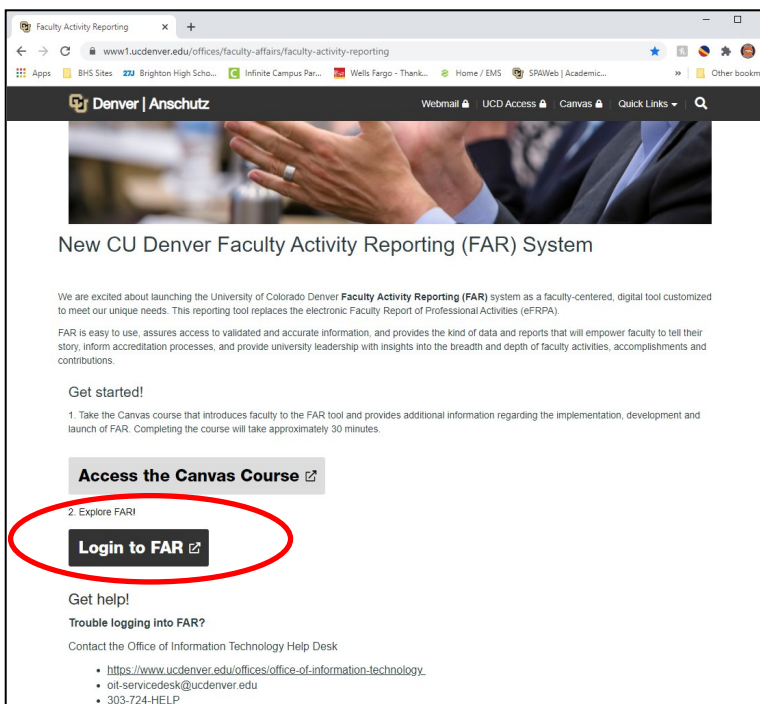 Faculty Activity Reporting
www1.ucdenver.edu/offices/faculty-affairs/faculty-activity-reporting
Apps BHS Sites 27J Brighton High Scho... Infinite Campus Par... Wells Fargo - Thank... Home / EMS SPAWeb | Academic... » Other bookm
Denver | Anschutz Webmail UCD Access Canvas Quick Links
New CU Denver Faculty Activity Reporting (FAR) System
We are excited about launching the University of Colorado Denver Faculty Activity Reporting (FAR) system as a faculty-centered, digital tool customized
to meet our unique needs. This reporting tool replaces the electronic Faculty Report of Professional Activities (eFRPA).
FAR is easy to use, assures access to validated and accurate information, and provides the kind of data and reports that will empower faculty to tell their
story, inform accreditation processes, and provide university leadership with insights into the breadth and depth of faculty activities, accomplishments and
contributions.
Get started!
1. Take the Canvas course that introduces faculty to the FAR tool and provides additional information regarding the implementation, development and
launch of FAR. Completing the course will take approximately 30 minutes.
Access the Canvas Course
2. Explore FAR!
Login to FAR
Get help!
Trouble logging into FAR?
Contact the Office of Information Technology Help Desk
• https://www.ucdenver.edu/offices/office-of-information-technology
• oit-servicedesk@ucdenver.edu
• 303-724-HELP